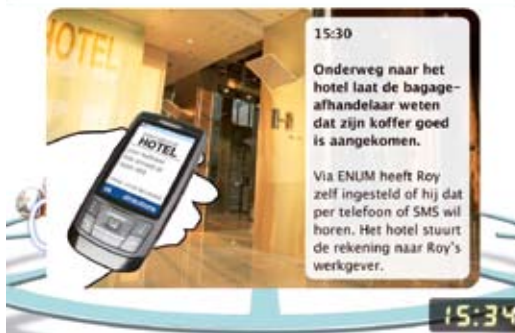 HOTEL
15:30
Onderweg naar het
hotel laat de bagage-
afhandelaar weten
dat zijn koffer goed
is aangekomen.
Via ENUM heeft Roy
zelf ingesteld of hij dat
per telefoon of SMS wil
horen. Het hotel stuurt
de rekening naar Roy's
werkgever.
HOTEL
15:34